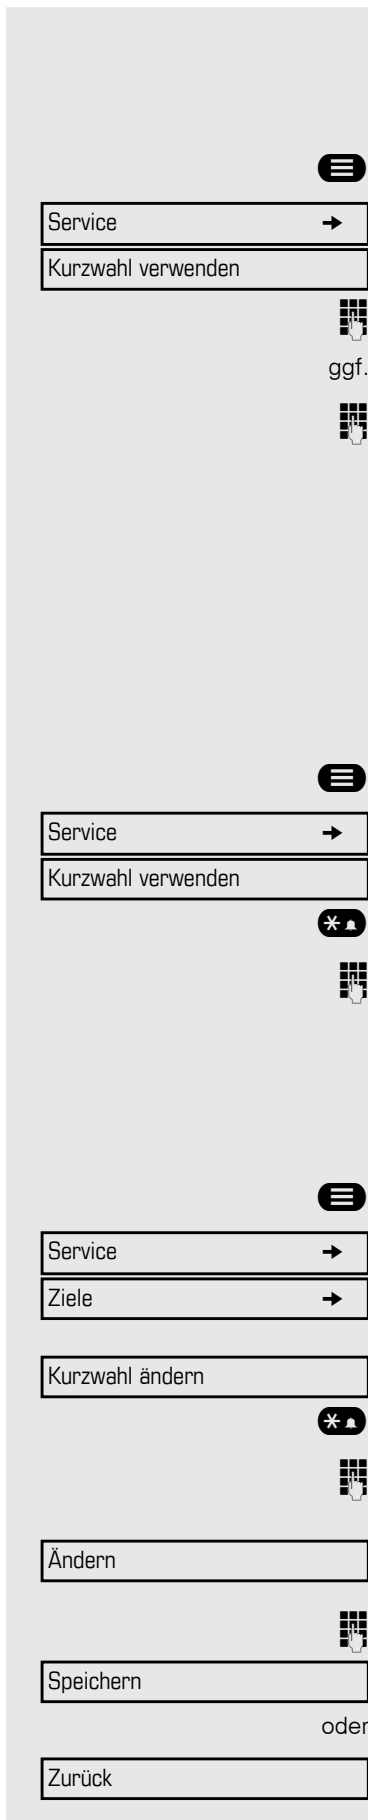 Service
Kurzwahl verwenden
ggf.
Service
Kurzwahl verwenden
Service
Ziele
Kurzwahl ändern
Ändern
Speichern
oder
Zurück